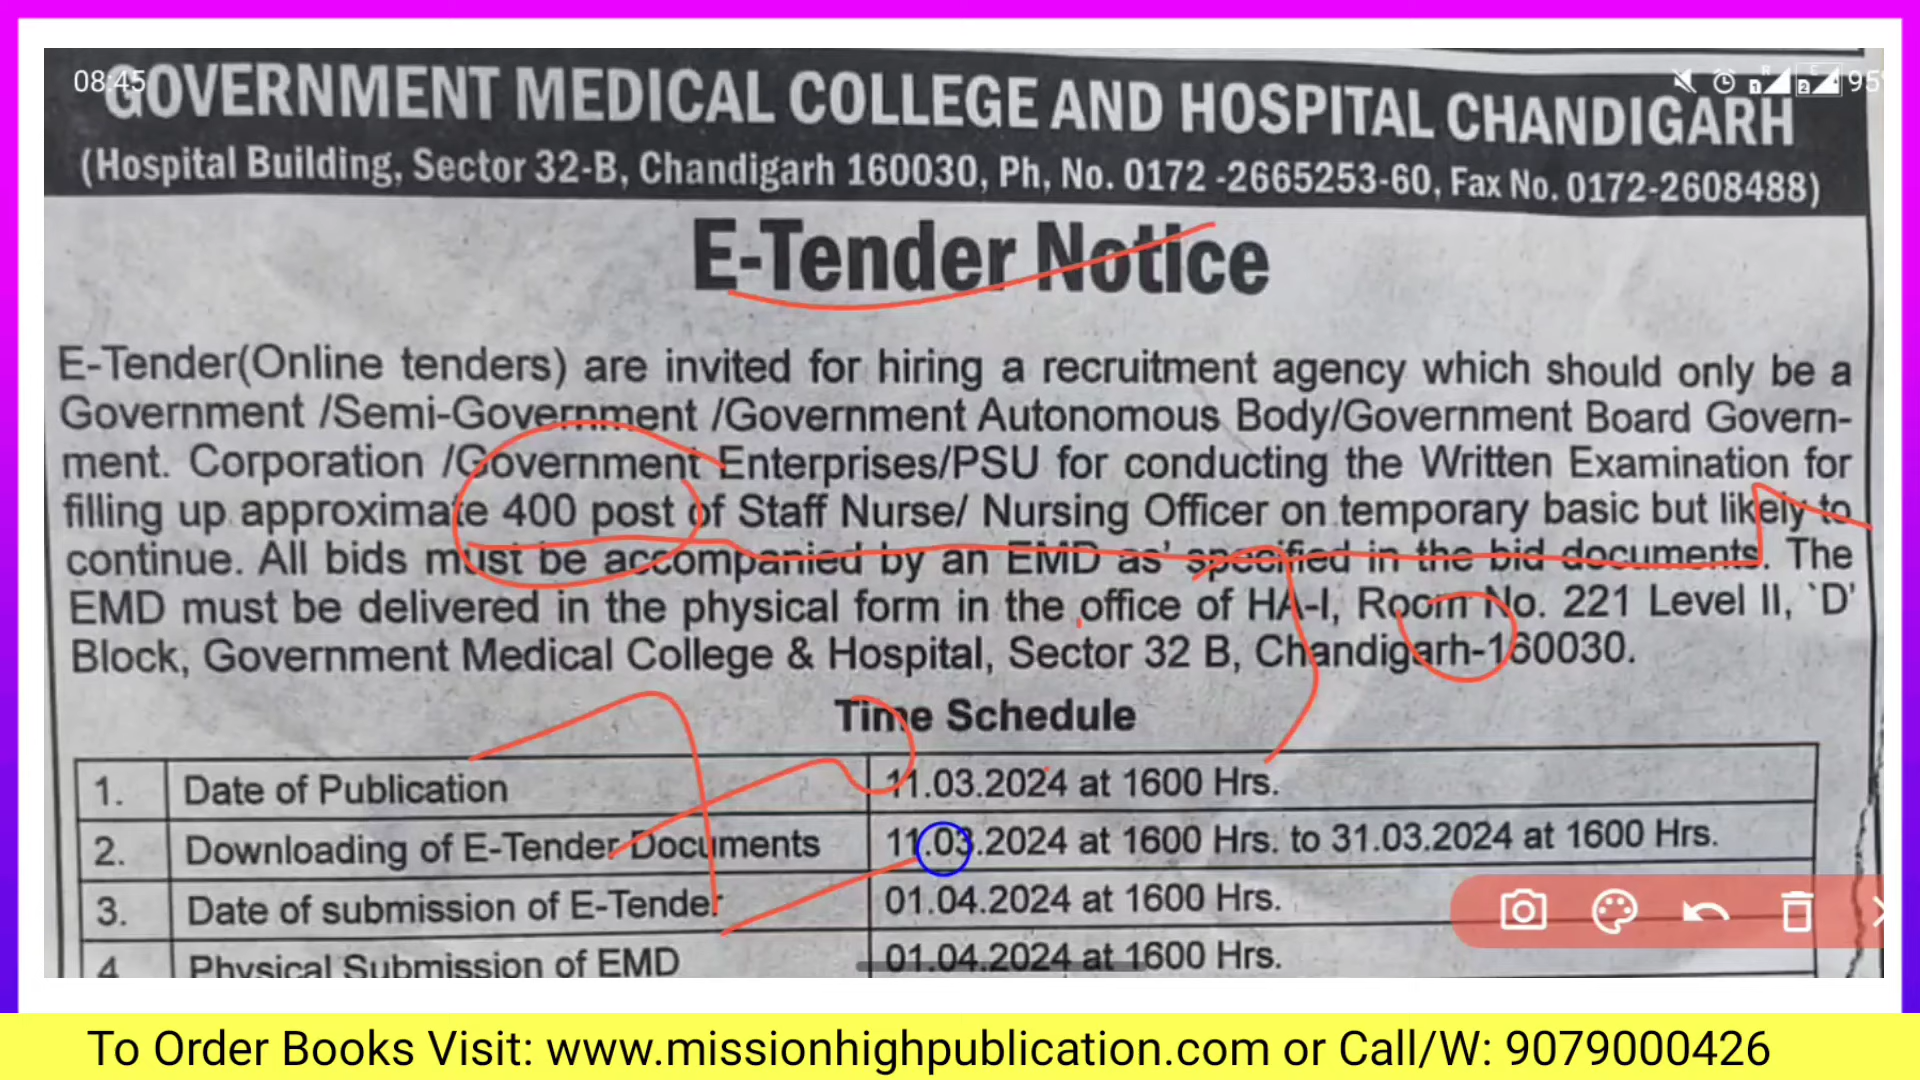 08:45
95
GOVERNMENT MEDICAL COLLEGE AND HOSPITAL CHANDIGARH
(Hospital Building, Sector 32-B, Chandigarh 160030, Ph, No. 0172 -2665253-60, Fax No. 0172-2608488)
E-Tender Notice
E-Tender(Online tenders) are invited for hiring a recruitment agency which should only be a
Government /Semi-Government /Government Autonomous Body/Government Board Govern-
ment. Corporation /Government Enterprises/PSU for conducting the Written Examination for
filling up approximate 400 post of Staff Nurse/ Nursing Officer on temporary basic but likely to
continue. All bids must be accompanied by an EMD as' specified in the bid documents. The
EMD must be delivered in the physical form in the office of HA-I, Room No. 221 Level II, `D'
Block, Government Medical College & Hospital, Sector 32 B, Chandigarh-160030.
Time Schedule
1. Date of Publication 11.03.2024 at 1600 Hrs.
2. Downloading of E-Tender Documents 11.03.2024 at 1600 Hrs. to 31.03.2024 at 1600 Hrs.
3. Date of submission of E-Tender 01.04.2024 at 1600 Hrs.
4 Physical Submission of EMD 01.04.2024 at 1600 Hrs.
To Order Books Visit: www.missionhighpublication.com or Call/W: 9079000426